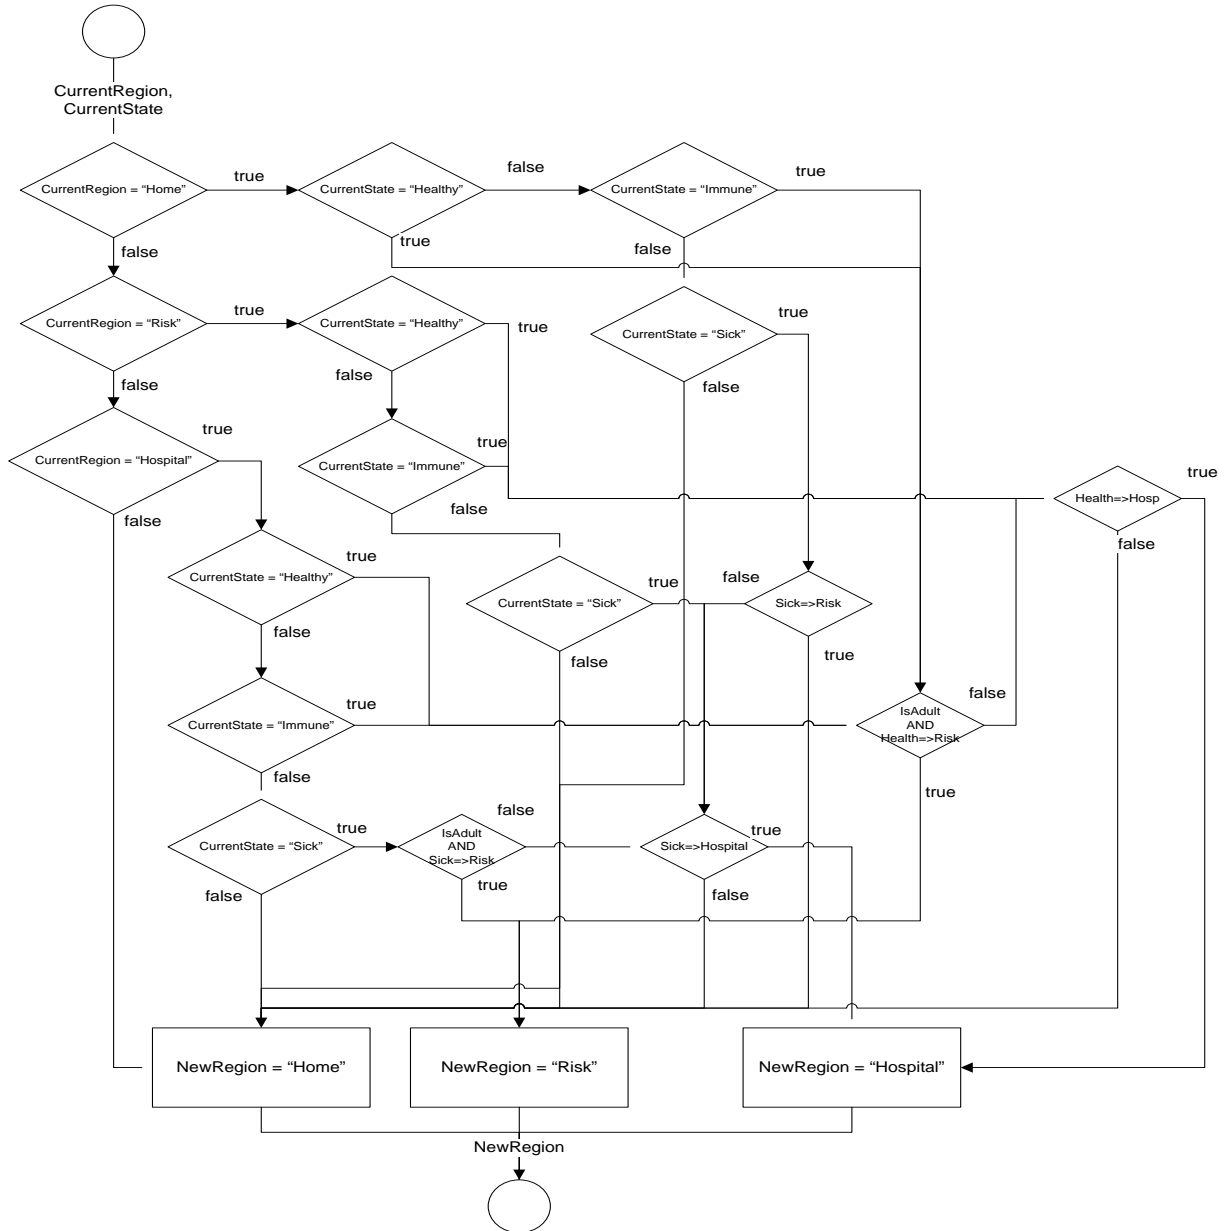 CurrentRegion,
CurrentState
CurrentRegion = “Home”
true
CurrentState = “Healthy”
false
CurrentState = “Immune”
true
false
true
false
CurrentRegion = “Risk”
true
CurrentState = “Healthy”
true
CurrentState = “Sick”
true
false
false
false
CurrentRegion = “Hospital”
true
CurrentState = “Immune”
true
Health=>Hosp
true
false
false
false
CurrentState = “Healthy”
true
CurrentState = “Sick”
true
false
Sick=>Risk
false
false
true
CurrentState = “Immune”
true
IsAdult
AND
Health=>Risk
false
false
true
CurrentState = “Sick”
true
IsAdult
AND
Sick=>Risk
false
Sick=>Hospital
true
false
true
false
NewRegion = “Home”
NewRegion = “Risk”
NewRegion = “Hospital”
NewRegion